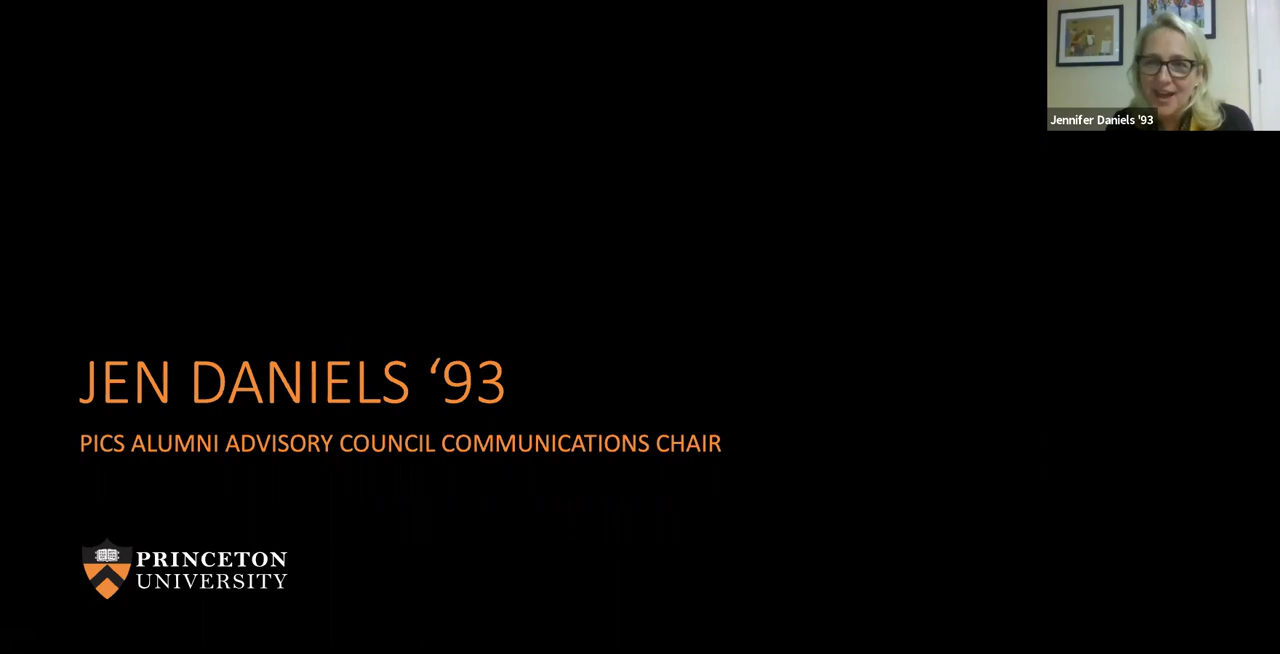 Jennifer Daniels '93
JEN DANIELS ‘93
PICS ALUMNI ADVISORY COUNCIL COMMUNICATIONS CHAIR
PRINCETON
UNIVERSITY